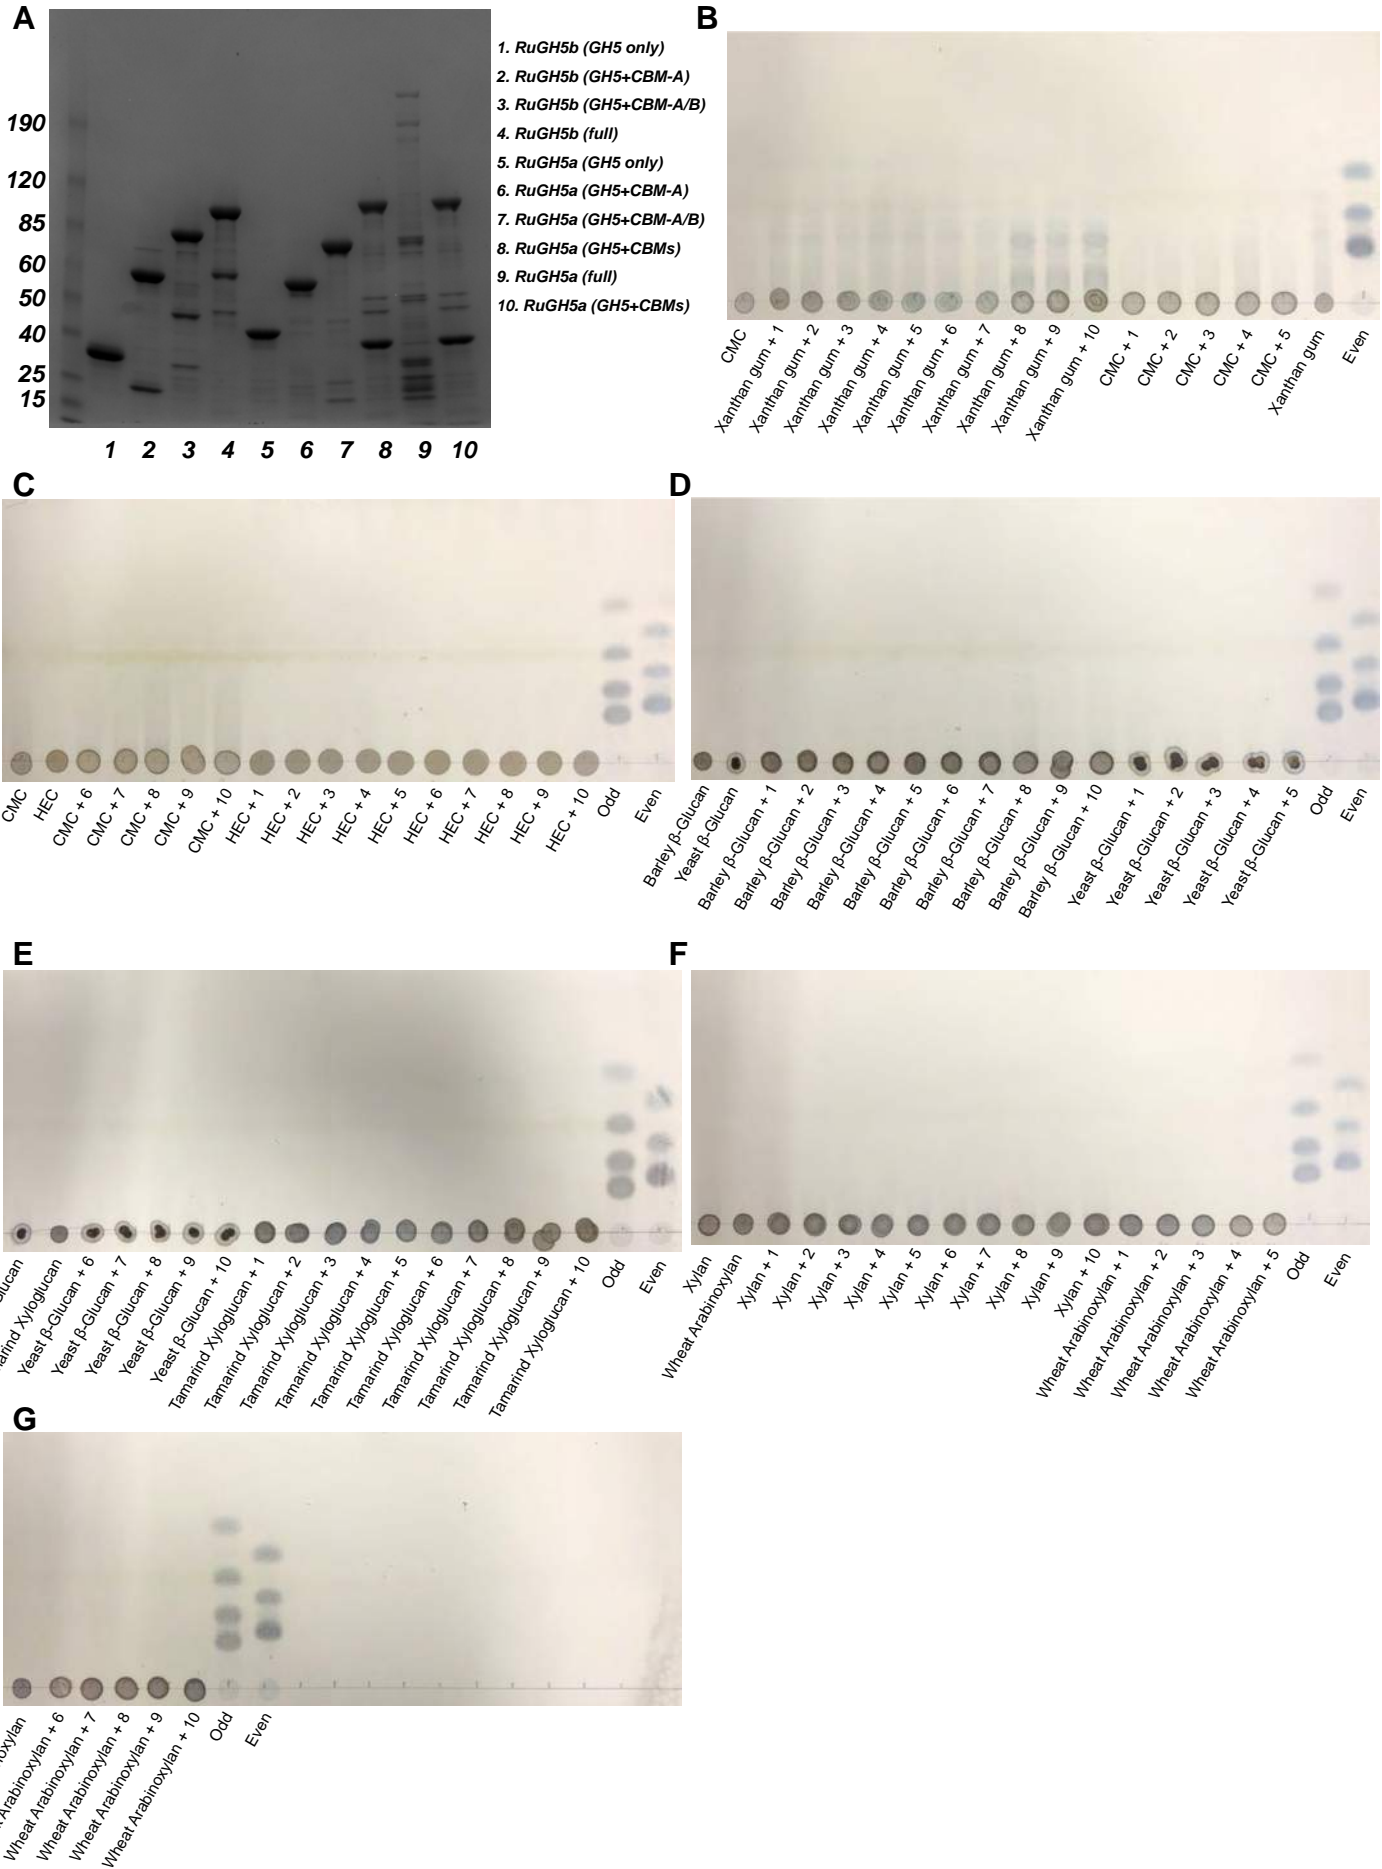 A
190
120
85
60
50
40
25
15
1 2 3 4 5 6 7 8 9 10
1. RuGH5b (GH5 only)
2. RuGH5b (GH5+CBM-A)
3. RuGH5b (GH5+CBM-A/B)
4. RuGH5b (full)
5. RuGH5a (GH5 only)
6. RuGH5a (GH5+CBM-A)
7. RuGH5a (GH5+CBM-A/B)
8. RuGH5a (GH5+CBMs)
9. RuGH5a (full)
10. RuGH5a (GH5+CBMs)
B
CMC
Xanthan gum + 1
Xanthan gum + 2
Xanthan gum + 3
Xanthan gum + 4
Xanthan gum + 5
Xanthan gum + 6
Xanthan gum + 7
Xanthan gum + 8
Xanthan gum + 9
Xanthan gum + 10
CMC + 1
CMC + 2
CMC + 3
CMC + 4
CMC + 5
Xanthan gum
Even
C
CMC
HEC
CMC + 6
CMC + 7
CMC + 8
CMC + 9
CMC + 10
HEC + 1
HEC + 2
HEC + 3
HEC + 4
HEC + 5
HEC + 6
HEC + 7
HEC + 8
HEC + 9
HEC + 10
Odd
Even
D
Barley β-Glucan
Yeast β-Glucan
Barley β-Glucan + 1
Barley β-Glucan + 2
Barley β-Glucan + 3
Barley β-Glucan + 4
Barley β-Glucan + 5
Barley β-Glucan + 6
Barley β-Glucan + 7
Barley β-Glucan + 8
Barley β-Glucan + 9
Barley β-Glucan + 10
Yeast β-Glucan + 1
Yeast β-Glucan + 2
Yeast β-Glucan + 3
Yeast β-Glucan + 4
Yeast β-Glucan + 5
Odd
Even
E
Glucan
marind Xyloglucan
Yeast β-Glucan + 6
Yeast β-Glucan + 7
Yeast β-Glucan + 8
Yeast β-Glucan + 9
Yeast β-Glucan + 10
Tamarind Xyloglucan + 1
Tamarind Xyloglucan + 2
Tamarind Xyloglucan + 3
Tamarind Xyloglucan + 4
Tamarind Xyloglucan + 5
Tamarind Xyloglucan + 6
Tamarind Xyloglucan + 7
Tamarind Xyloglucan + 8
Tamarind Xyloglucan + 9
Tamarind Xyloglucan + 10
Odd
Even
F
Xylan
Wheat Arabinoxylan
Xylan + 1
Xylan + 2
Xylan + 3
Xylan + 4
Xylan + 5
Xylan + 6
Xylan + 7
Xylan + 8
Xylan + 9
Xylan + 10
Wheat Arabinoxylan + 1
Wheat Arabinoxylan + 2
Wheat Arabinoxylan + 3
Wheat Arabinoxylan + 4
Wheat Arabinoxylan + 5
Odd
Even
G
noxylan
Arabinoxylan + 6
Wheat Arabinoxylan + 7
Wheat Arabinoxylan + 8
Wheat Arabinoxylan + 9
Wheat Arabinoxylan + 10
Odd
Even